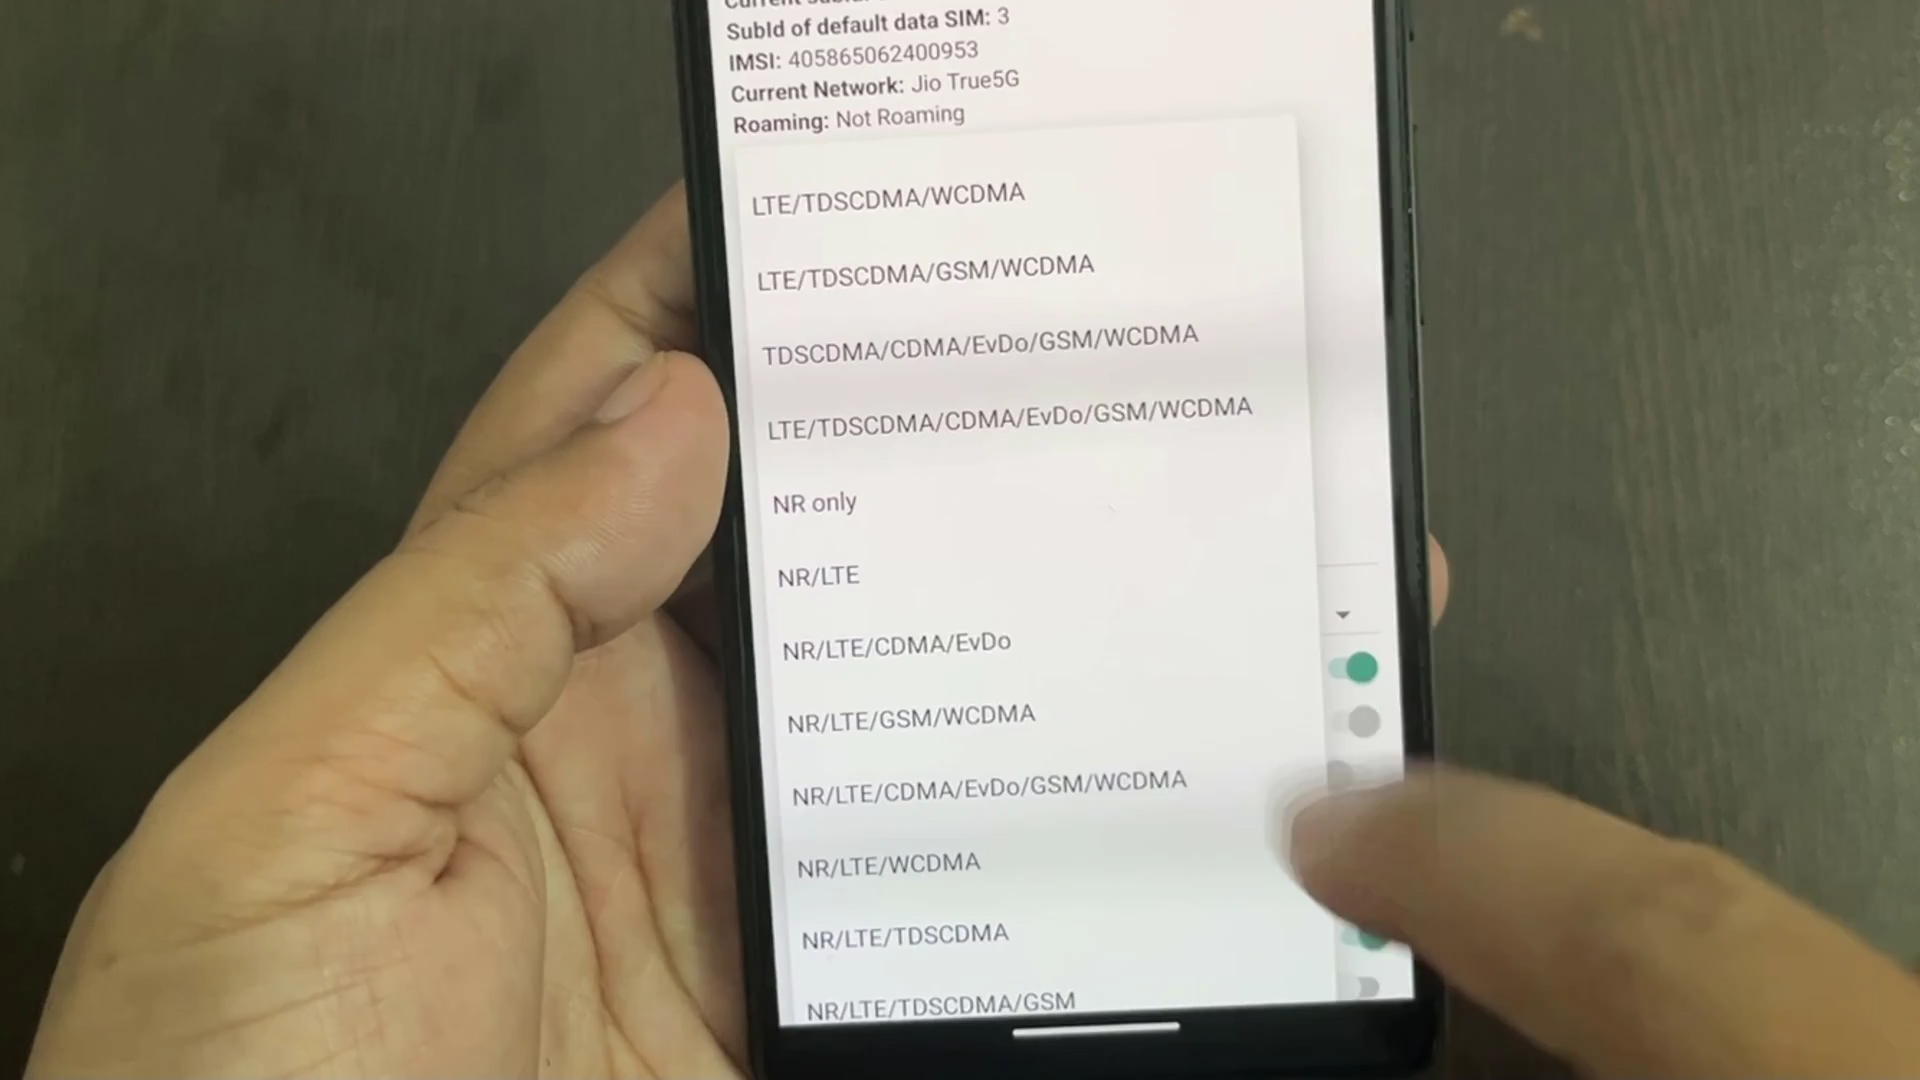 SubId of default data SIM: 3
IMSI: 405865062400953
Current Network: Jio True5G
Roaming: Not Roaming
LTE/TDSCDMA/WCDMA
LTE/TDSCDMA/GSM/WCDMA
TDSCDMA/CDMA/EvDo/GSM/WCDMA
LTE/TDSCDMA/CDMA/EvDo/GSM/WCDMA
NR only
NR/LTE
NR/LTE/CDMA/EvDo
NR/LTE/GSM/WCDMA
NR/LTE/CDMA/EvDo/GSM/WCDMA
NR/LTE/WCDMA
NR/LTE/TDSCDMA
NR/LTE/TDSCDMA/GSM